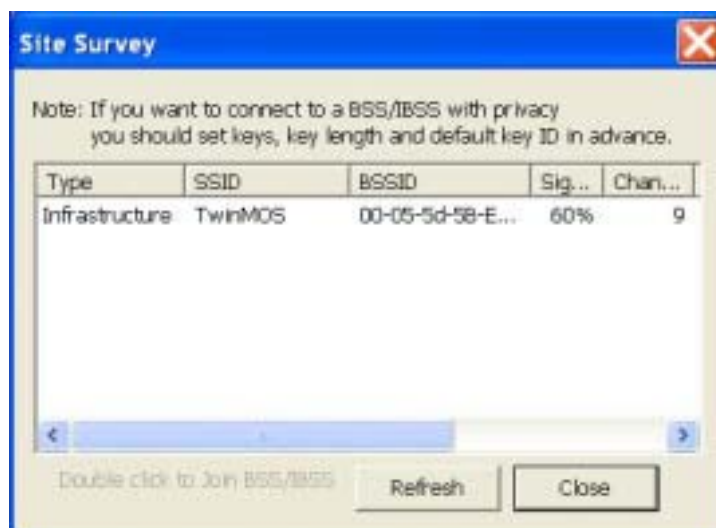 Site Survey
Note: If you want to connect to a BSS/IBSS with privacy
you should set keys, key length and default key ID in advance.
Type SSID BSSID Sig... Chan...
Infrastructure TwinMOS 00-05-5d-5B-E... 60% 9
Double click to Join BSS/IBSS Refresh Close